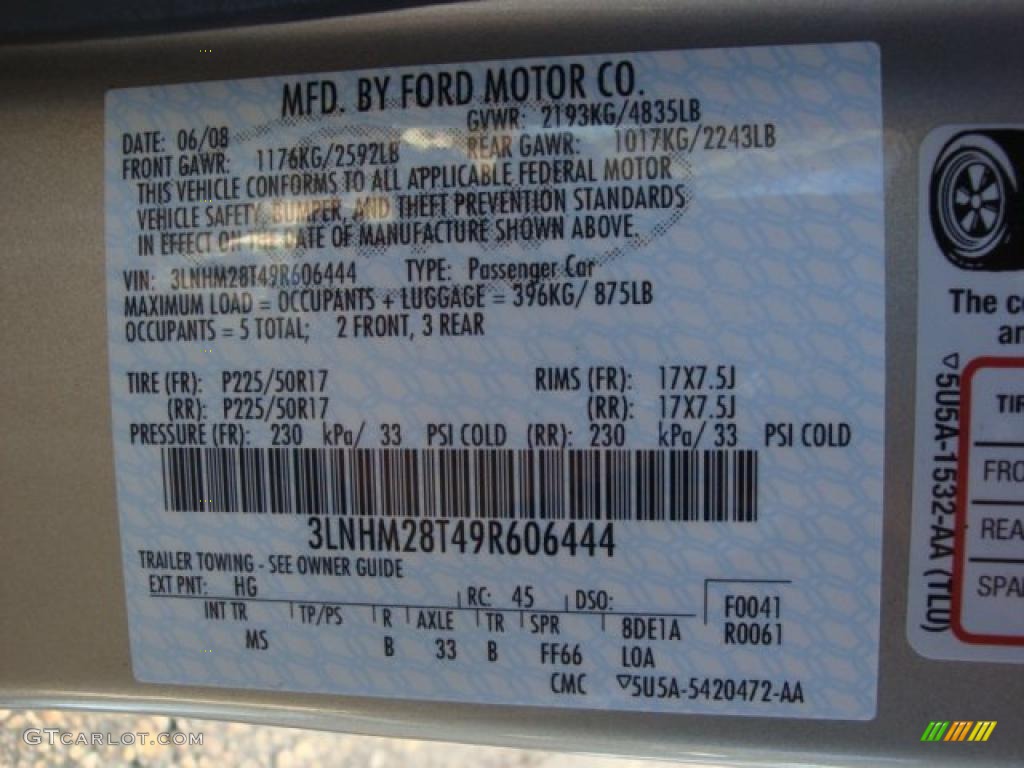 MFD. BY FORD MOTOR CO.
DATE: 06/08 GVWR: 2193KG/4835LB
FRONT GAWR: 1176KG/2592LB REAR GAWR: 1017KG/2243LB
THIS VEHICLE CONFORMS TO ALL APPLICABLE FEDERAL MOTOR
VEHICLE SAFETY, BUMPER, AND THEFT PREVENTION STANDARDS
IN EFFECT ON THE DATE OF MANUFACTURE SHOWN ABOVE.
VIN: 3LNHM28T49R606444 TYPE: Passenger Car
MAXIMUM LOAD = OCCUPANTS + LUGGAGE = 396KG/ 875LB
OCCUPANTS = 5 TOTAL; 2 FRONT, 3 REAR
TIRE (FR): P225/50R17 RIMS (FR): 17X7.5J
(RR): P225/50R17 (RR): 17X7.5J
PRESSURE (FR): 230 kPa/ 33 PSI COLD (RR): 230 kPa/ 33 PSI COLD
3LNHM28T49R606444
TRAILER TOWING - SEE OWNER GUIDE
EXT PNT: HG RC: 45 DSO: F0041
INT TR TP/PS R AXLE TR SPR 8DE1A R0061
MS B 33 B FF66 LOA
CMC ▽5U5A-5420472-AA
The co
an
▽5U5A-1532-AA (TLU)
TIR
FRO
REA
SPA
GTCARLOT.COM